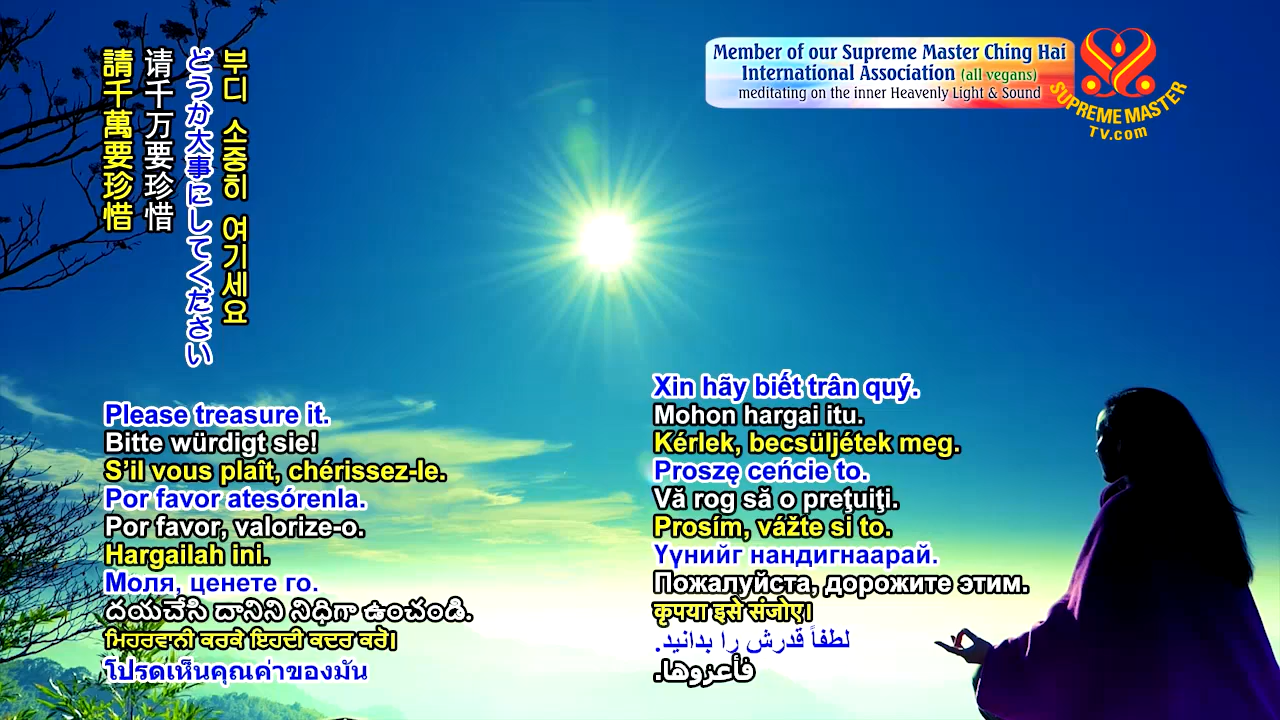 請千萬要珍惜
请千万要珍惜
どうか大事にしてください
부디 소중히 여기세요
Member of our Supreme Master Ching Hai
International Association (all vegans)
meditating on the inner Heavenly Light & Sound
SUPREME MASTER
TV.com
Please treasure it.
Bitte würdigt sie!
S’il vous plaît, chérissez-le.
Por favor atesórenla.
Por favor, valorize-o.
Hargailah ini.
Моля, ценете го.
దయచేసి దానిని నిధిగా ఉంచండి.
ਮਿਹਰਵਾਨੀ ਕਰਕੇ ਇਹਦੀ ਕਦਰ ਕਰੋ।
โปรดเห็นคุณค่าของมัน
Xin hãy biết trân quý.
Mohon hargai itu.
Kérlek, becsüljétek meg.
Proszę ceńcie to.
Vă rog să o preţuiţi.
Prosím, vážte si to.
Үүнийг нандигнаарай.
Пожалуйста, дорожите этим.
कृपया इसे संजोए।
لطفاً قدرش را بدانید.
فأعزوها.